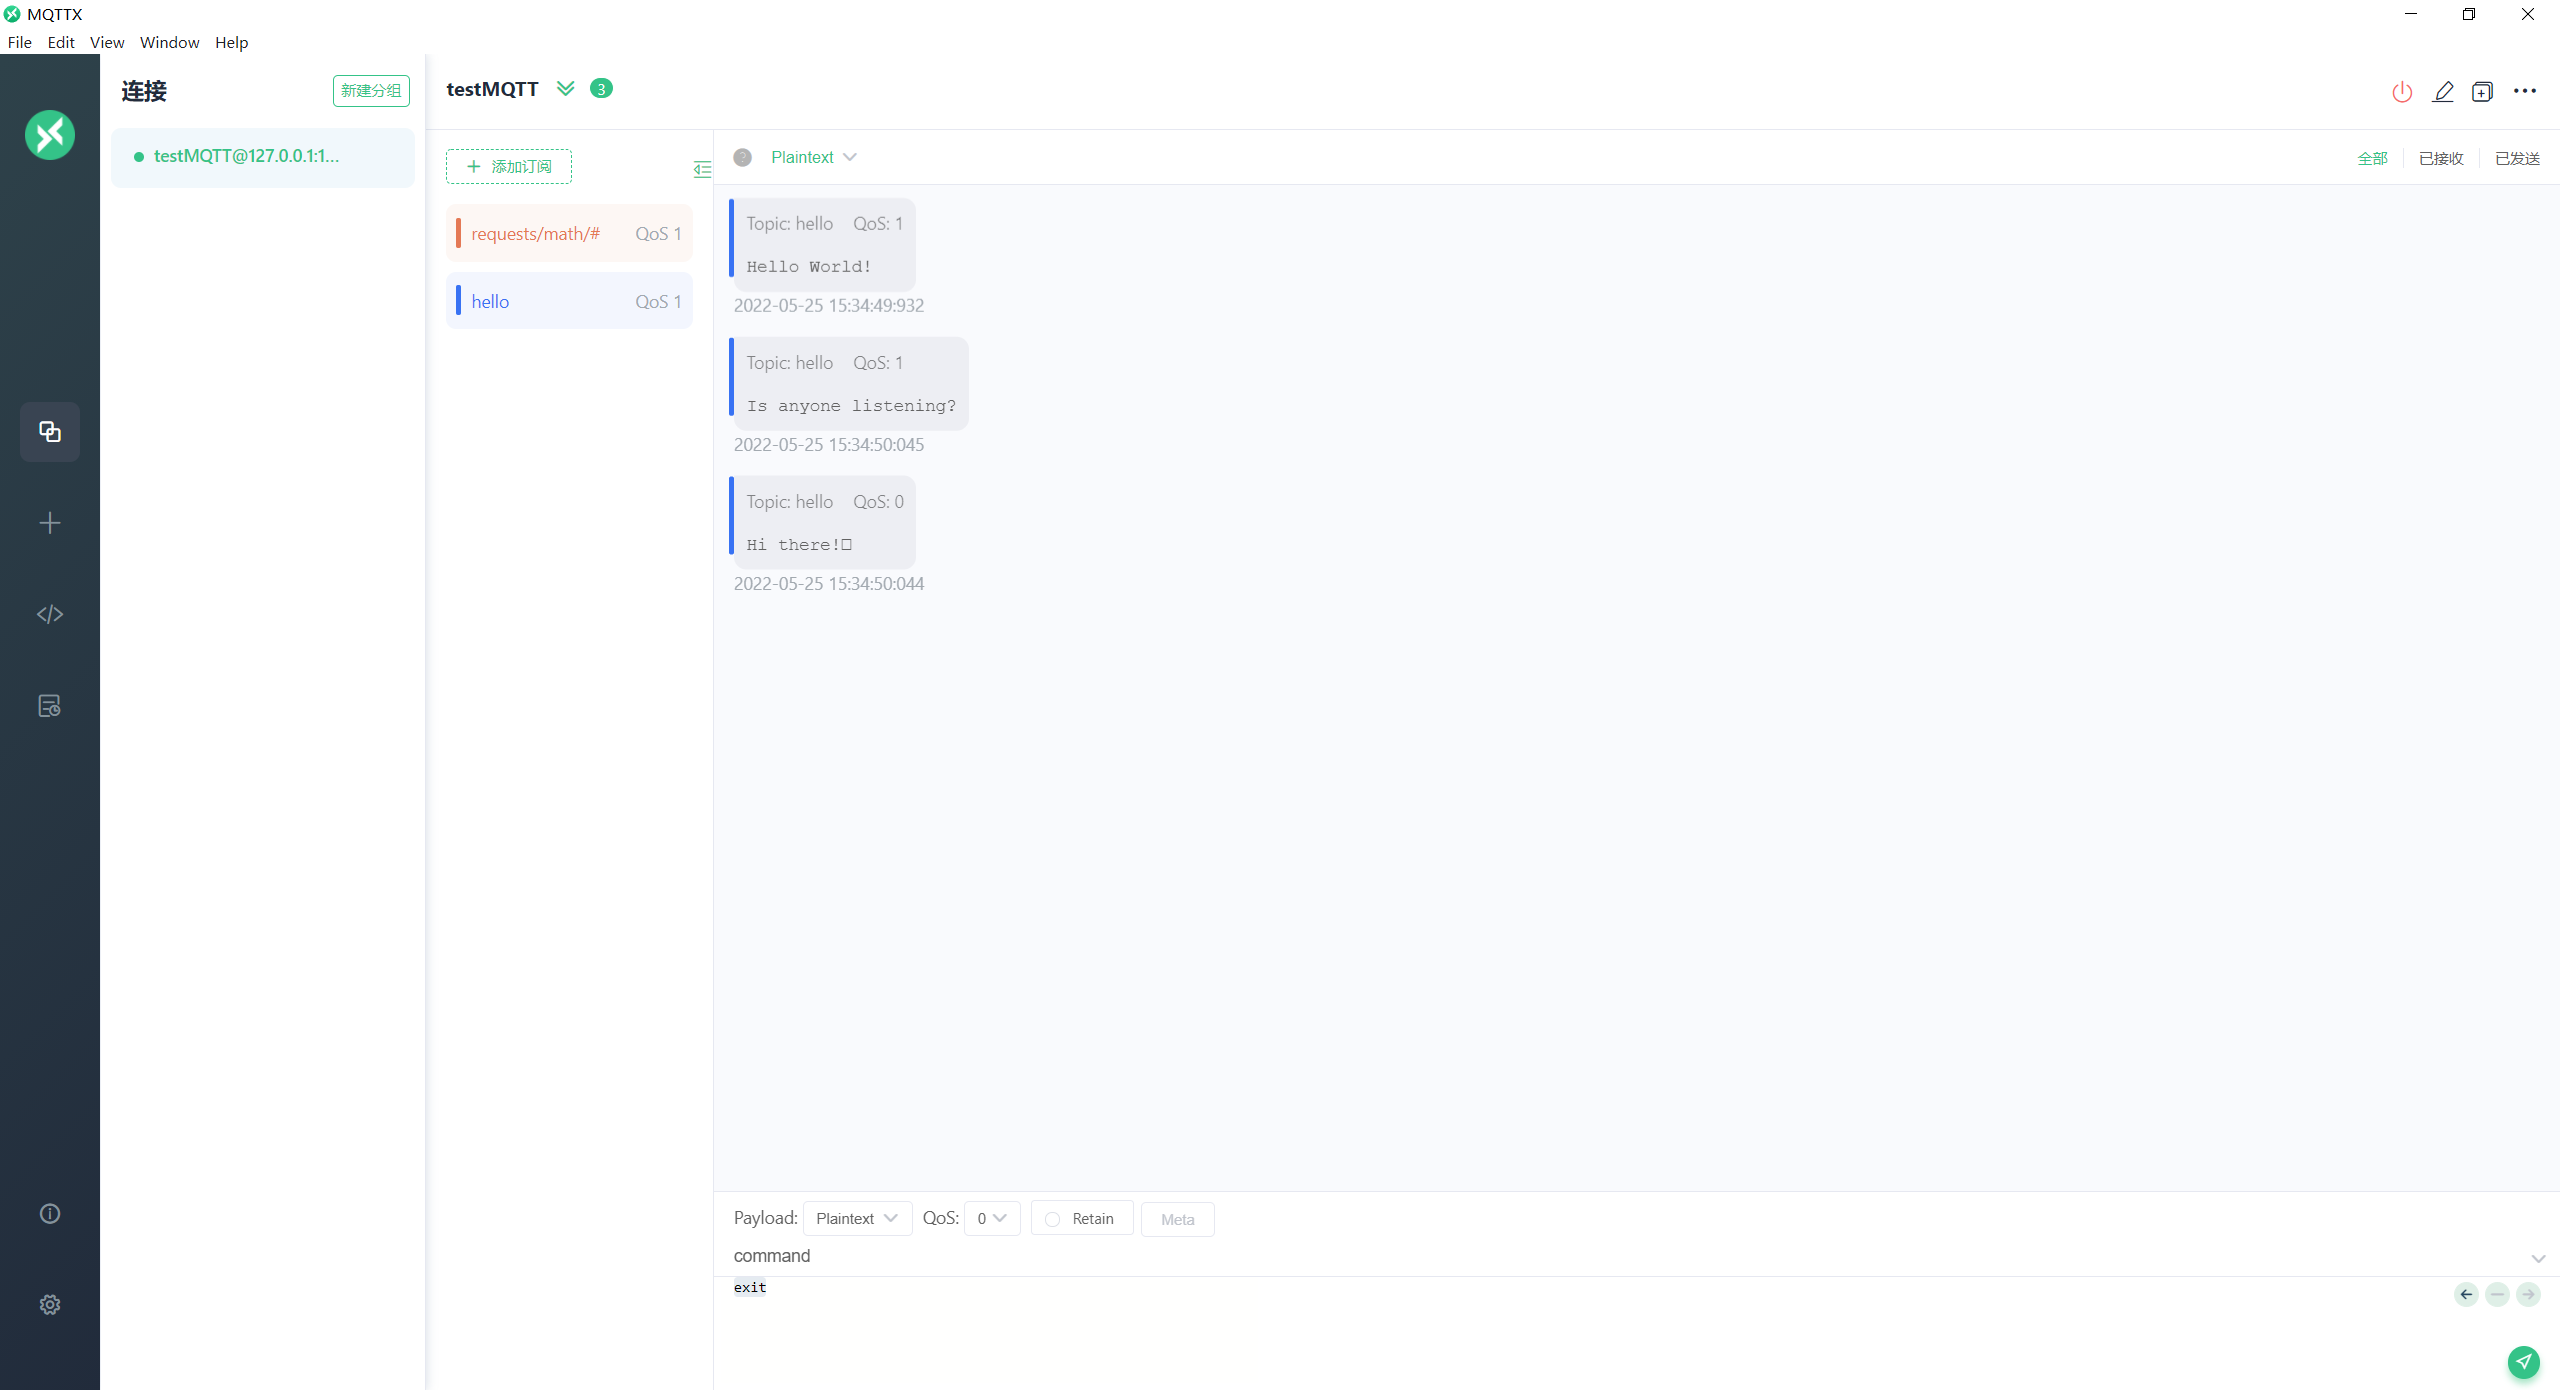 MQTTX
File Edit View Window Help
连接
新建分组
testMQTT@127.0.0.1:1...
testMQTT 3
添加订阅
requests/math/# QoS 1
hello QoS 1
? Plaintext
全部 已接收 已发送
Topic: hello QoS: 1
Hello World!
2022-05-25 15:34:49:932
Topic: hello QoS: 1
Is anyone listening?
2022-05-25 15:34:50:045
Topic: hello QoS: 0
Hi there!□
2022-05-25 15:34:50:044
Payload: Plaintext QoS: 0 Retain Meta
command
exit